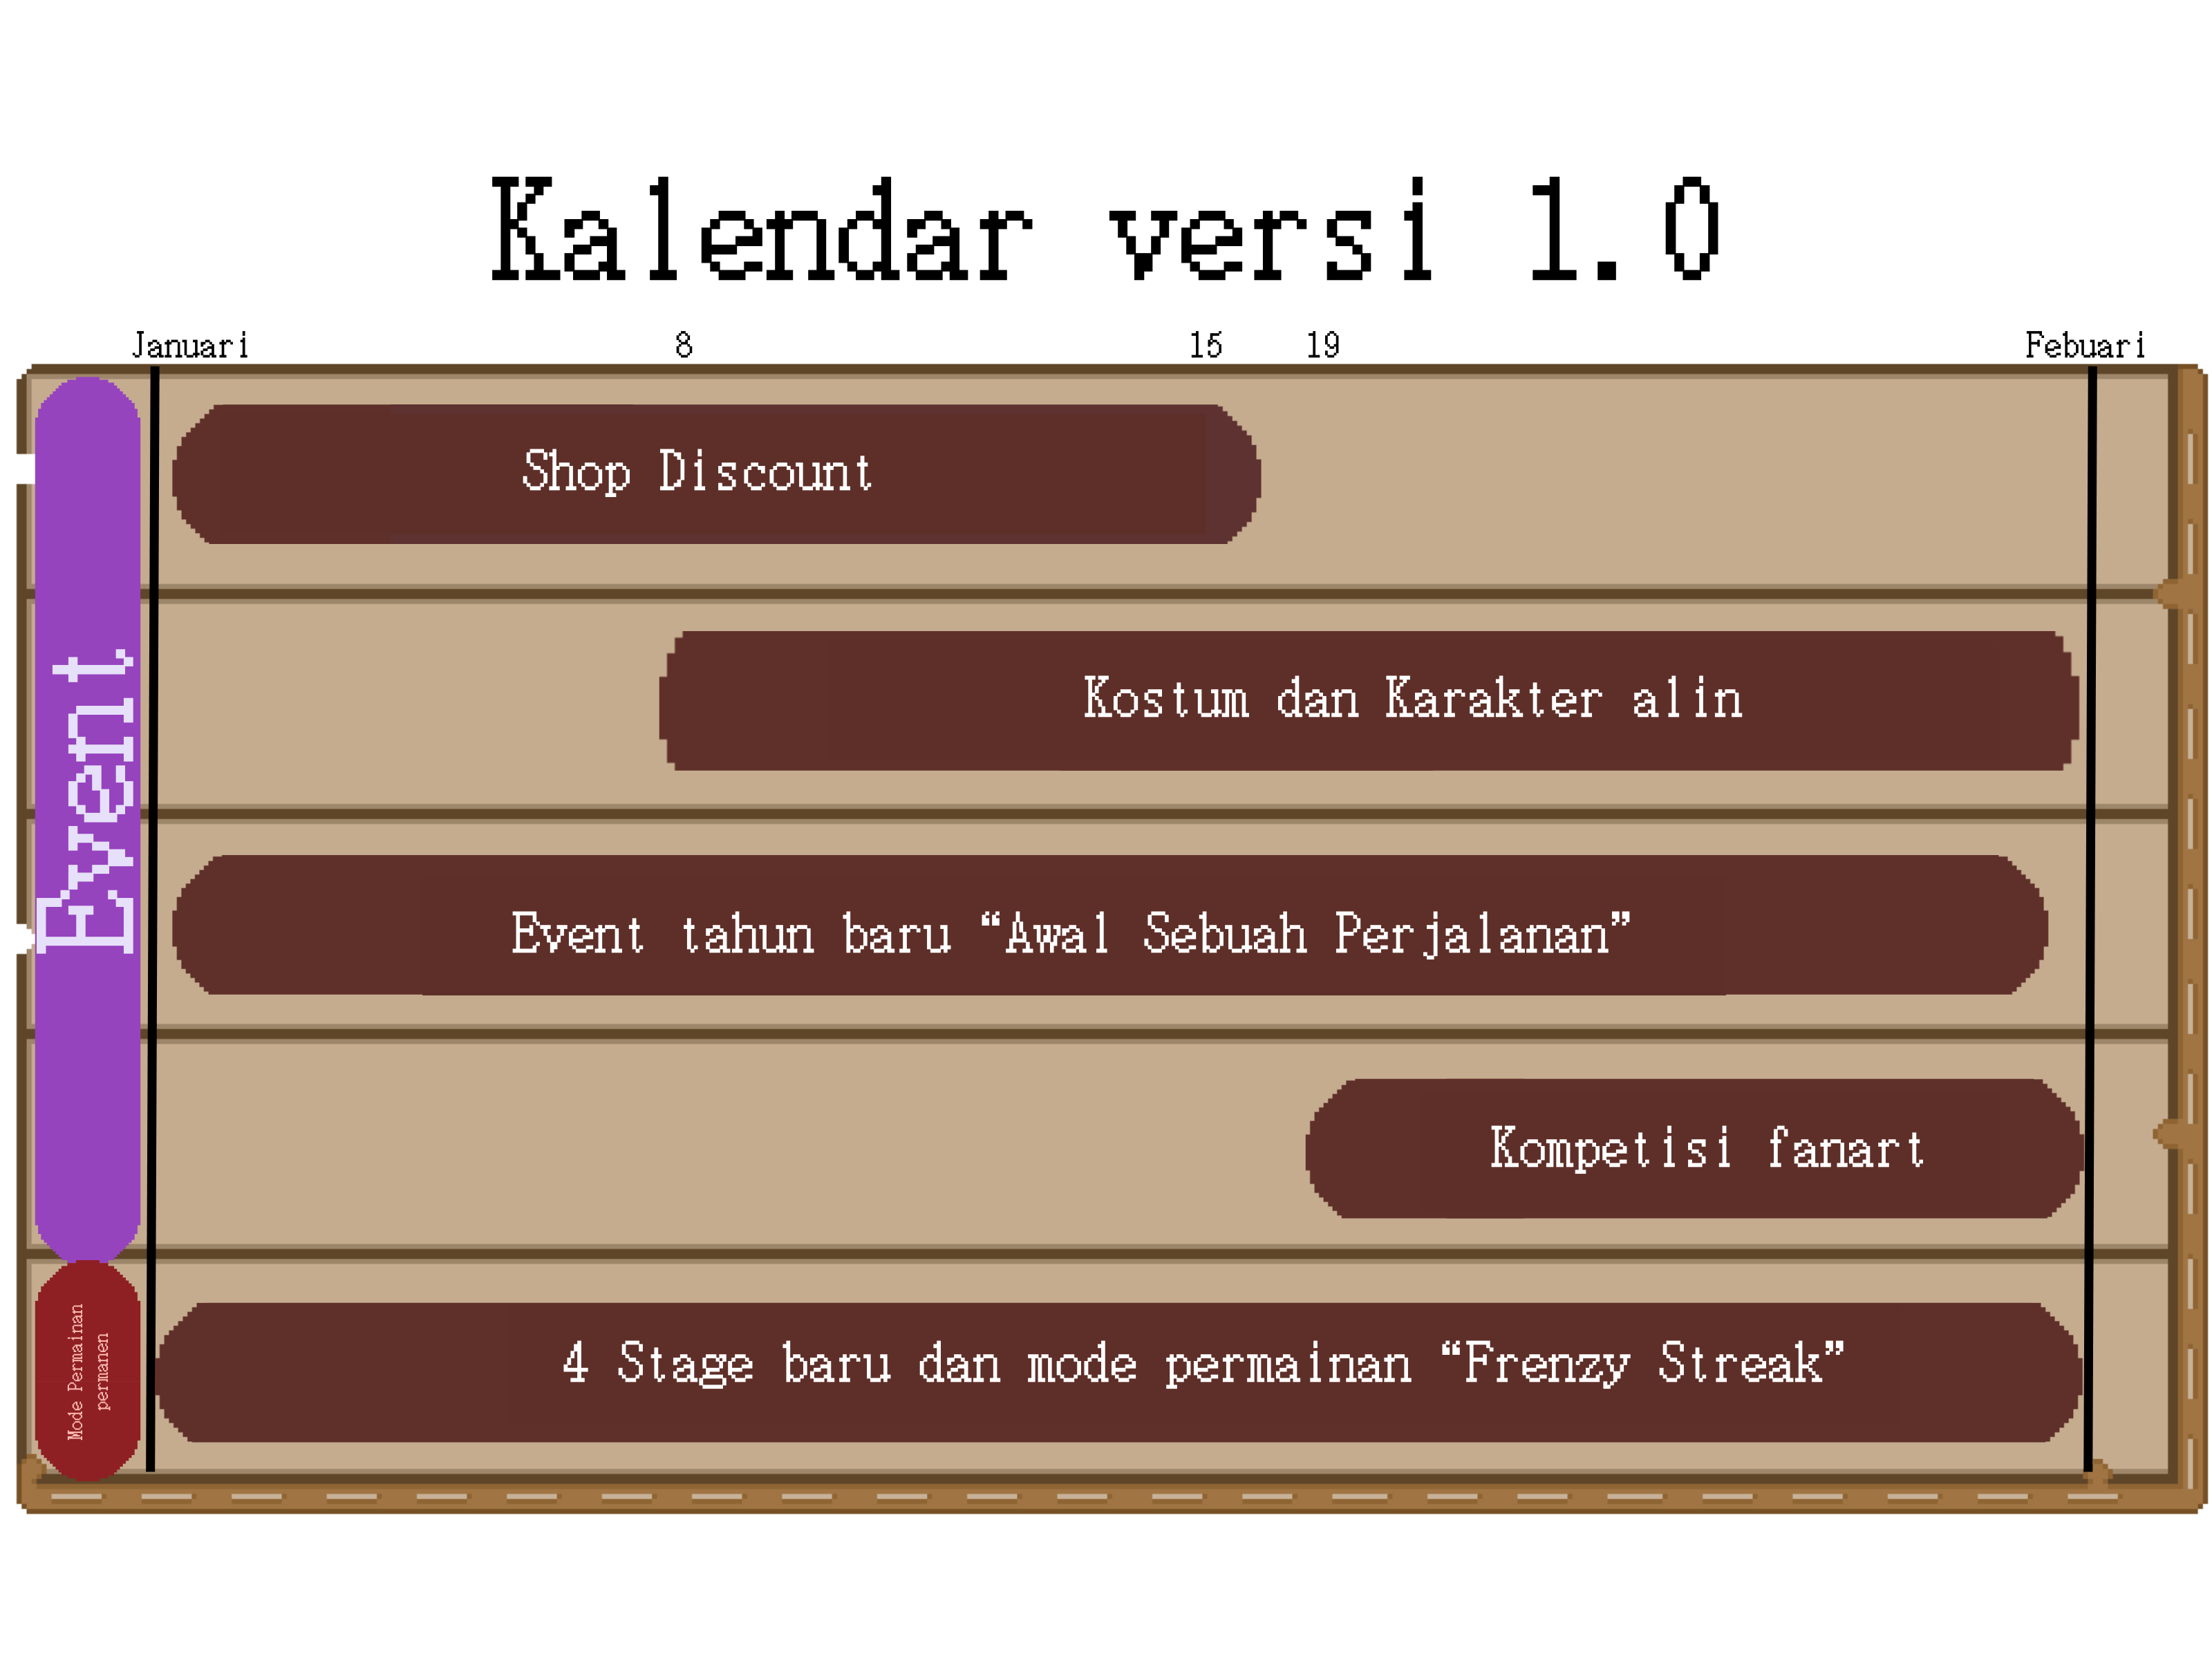 Kalendar versi 1.0
Januari 8 15 19 Febuari
Event
Shop Discount
Kostum dan Karakter alin
Event tahun baru “Awal Sebuah Perjalanan”
Kompetisi fanart
Mode Permainan
permanen
4 Stage baru dan mode permainan “Frenzy Streak”